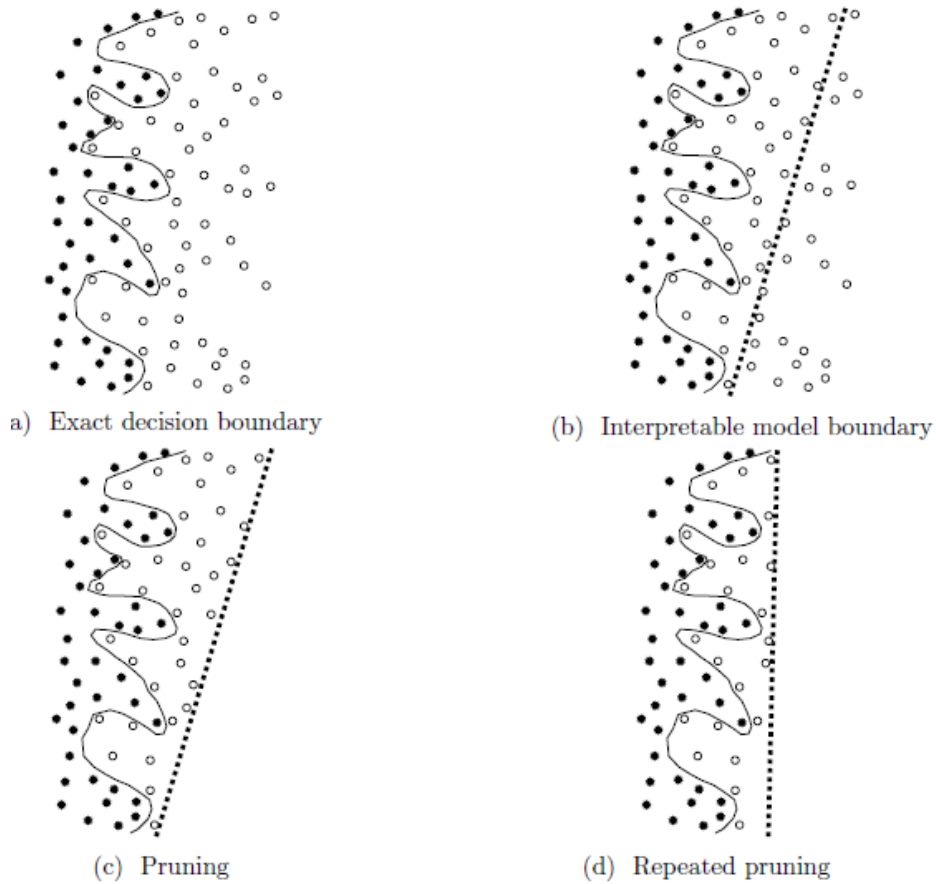 a) Exact decision boundary
(b) Interpretable model boundary
(c) Pruning
(d) Repeated pruning